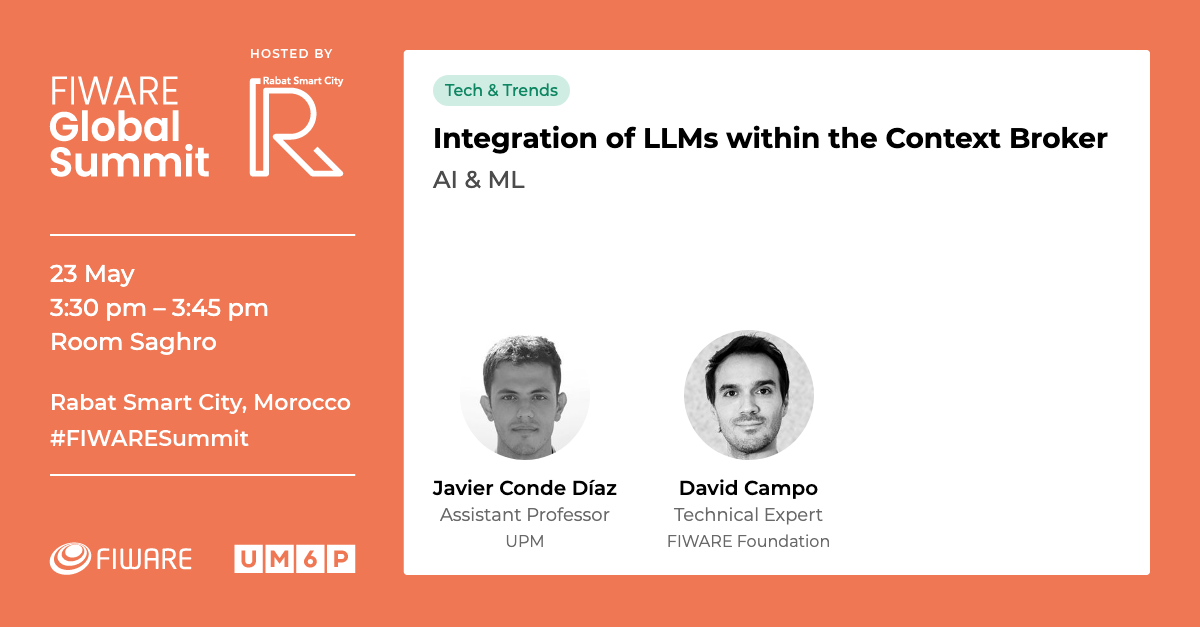 FIWARE
Global
Summit
HOSTED BY
Rabat Smart City
R
23 May
3:30 pm – 3:45 pm
Room Saghro
Rabat Smart City, Morocco
#FIWARESummit
FIWARE
UM6P
Tech & Trends
Integration of LLMs within the Context Broker
AI & ML
Javier Conde Díaz
Assistant Professor
UPM
David Campo
Technical Expert
FIWARE Foundation